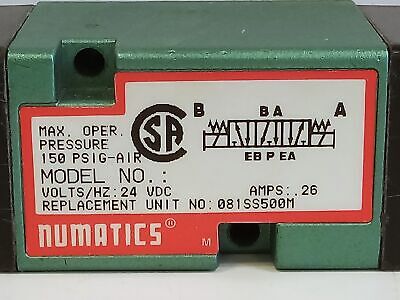 B BA A
EB P EA
SA
MAX. OPER.
PRESSURE
150 PSIG-AIR
MODEL NO.:
VOLTS/HZ:24 VDC AMPS:.26
REPLACEMENT UNIT NO:081SS500M
numatics®
M